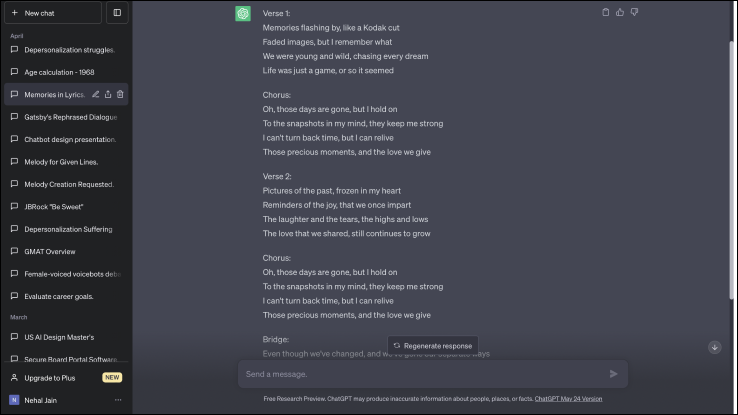 New chat
April
Depersonalization struggles.
Age calculation - 1968
Memories in Lyrics.
Gatsby's Rephrased Dialogue
Chatbot design presentation.
Melody for Given Lines.
Melody Creation Requested.
JBRock "Be Sweet"
Depersonalization Suffering
GMAT Overview
Female-voiced voicebots deb
Evaluate career goals.
March
US AI Design Master's
Secure Board Portal Software
Upgrade to Plus
NEW
N
Nehal Jain
Verse 1:
Memories flashing by, like a Kodak cut
Faded images, but I remember what
We were young and wild, chasing every dream
Life was just a game, or so it seemed
Chorus:
Oh, those days are gone, but I hold on
To the snapshots in my mind, they keep me strong
I can't turn back time, but I can relive
Those precious moments, and the love we give
Verse 2:
Pictures of the past, frozen in my heart
Reminders of the joy, that we once impart
The laughter and the tears, the highs and lows
The love that we shared, still continues to grow
Chorus:
Oh, those days are gone, but I hold on
To the snapshots in my mind, they keep me strong
I can't turn back time, but I can relive
Those precious moments, and the love we give
Bridge:
Even though we've changed, and we've ways
Regenerate response
Send a message.
Free Research Preview. ChatGPT may produce inaccurate information about people, places, or facts. ChatGPT May 24 Version